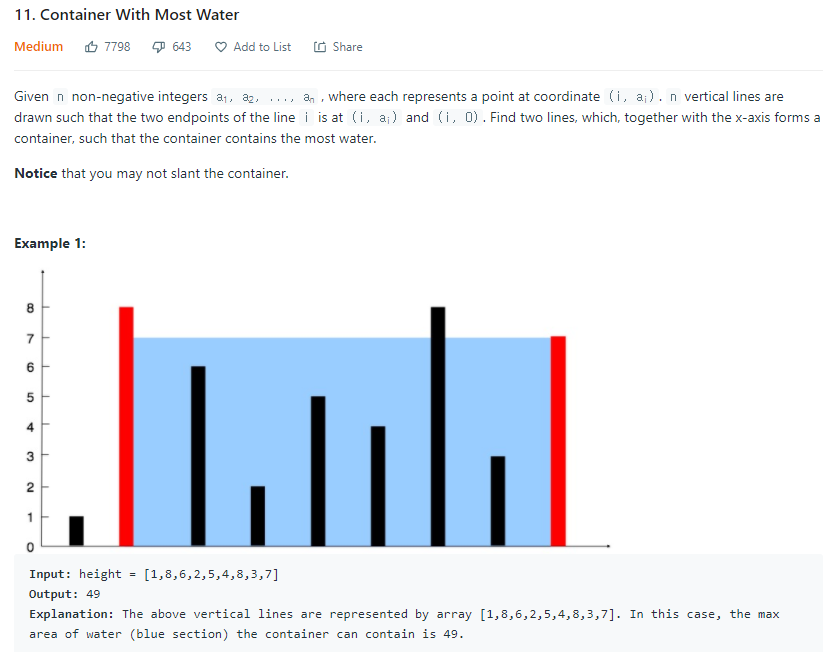 11. Container With Most Water
Medium 7798 643 Add to List Share
Given n non-negative integers a₁, a₂, ..., aₙ , where each represents a point at coordinate (i, aᵢ). n vertical lines are
drawn such that the two endpoints of the line i is at (i, aᵢ) and (i, 0). Find two lines, which, together with the x-axis forms a
container, such that the container contains the most water.
Notice that you may not slant the container.
Example 1:
8
7
6
5
4
3
2
1
0
Input: height = [1,8,6,2,5,4,8,3,7]
Output: 49
Explanation: The above vertical lines are represented by array [1,8,6,2,5,4,8,3,7]. In this case, the max
area of water (blue section) the container can contain is 49.